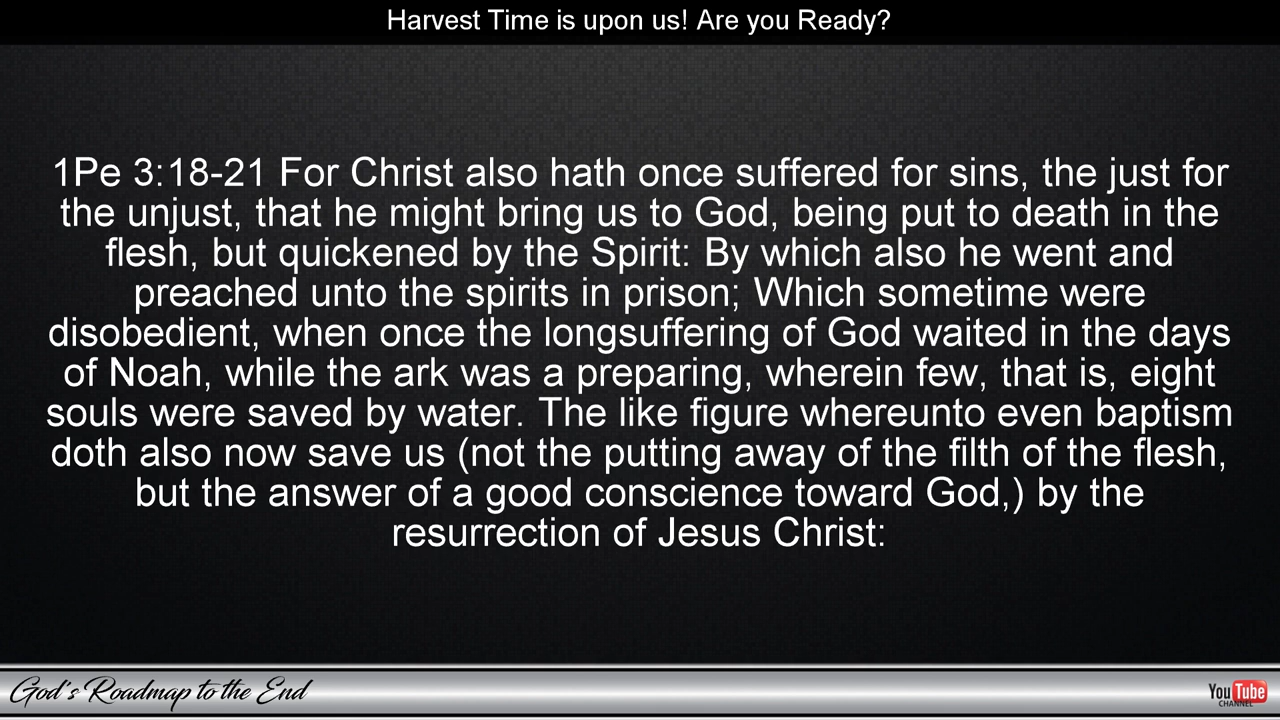 Harvest Time is upon us! Are you Ready?
1Pe 3:18-21 For Christ also hath once suffered for sins, the just for
the unjust, that he might bring us to God, being put to death in the
flesh, but quickened by the Spirit: By which also he went and
preached unto the spirits in prison; Which sometime were
disobedient, when once the longsuffering of God waited in the days
of Noah, while the ark was a preparing, wherein few, that is, eight
souls were saved by water. The like figure whereunto even baptism
doth also now save us (not the putting away of the filth of the flesh,
but the answer of a good conscience toward God,) by the
resurrection of Jesus Christ:
God's Roadmap to the End
YouTube
CHANNEL